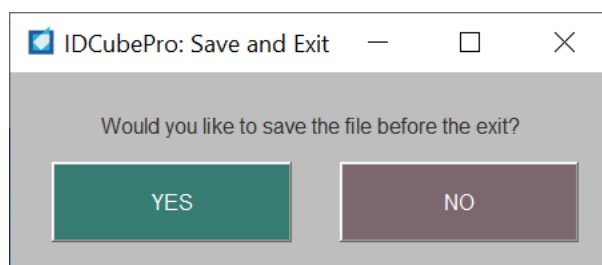 IDCubePro: Save and Exit
Would you like to save the file before the exit?
YES NO